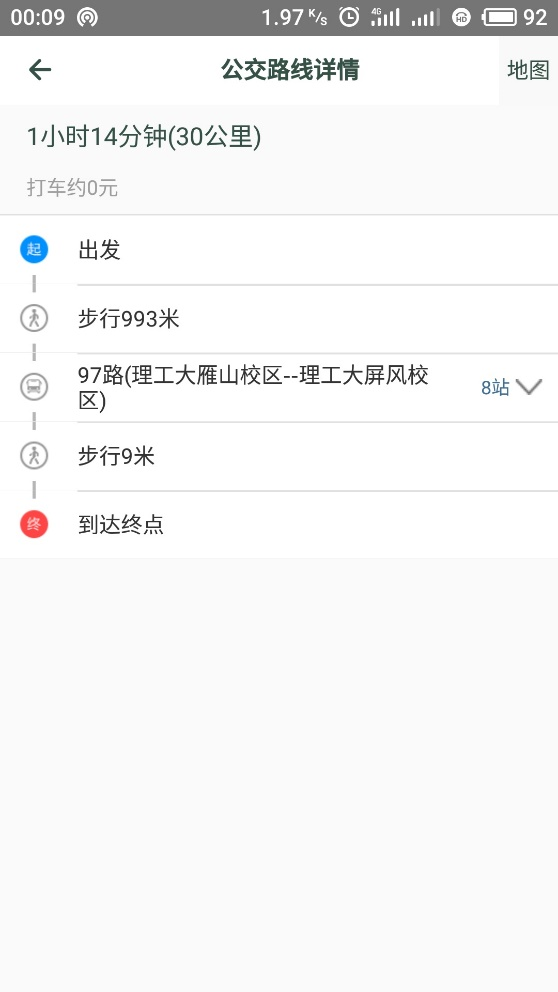 00:09 1.97 K/s 4G HD 92
公交路线详情 地图
1小时14分钟(30公里)
打车约0元
起 出发
步行993米
97路(理工大雁山校区--理工大屏风校
区) 8站
步行9米
终 到达终点